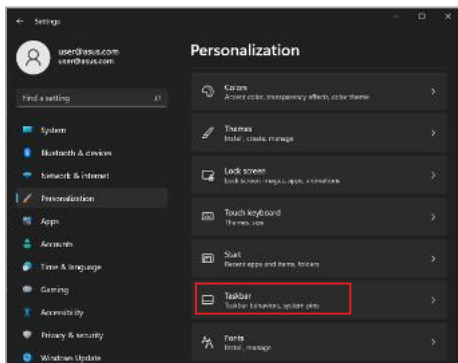 Settings
user@asus.com
user@asus.com
Find a setting
System
Bluetooth & devices
Network & internet
Personalization
Apps
Accounts
Time & language
Gaming
Accessibility
Privacy & security
Windows Update
Personalization
Colors
Accent color, transparency effects, color theme
Themes
Install, create, manage
Lock screen
Lock screen images, apps, animations
Touch keyboard
Themes, size
Start
Recent apps and items, folders
Taskbar
Taskbar behaviors, system pins
Fonts
Install, manage